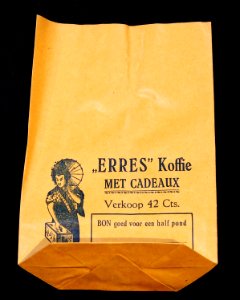 „ERRES" Koffie
MET CADEAUX
Verkoop 42 Cts.
BON goed voor een half pond